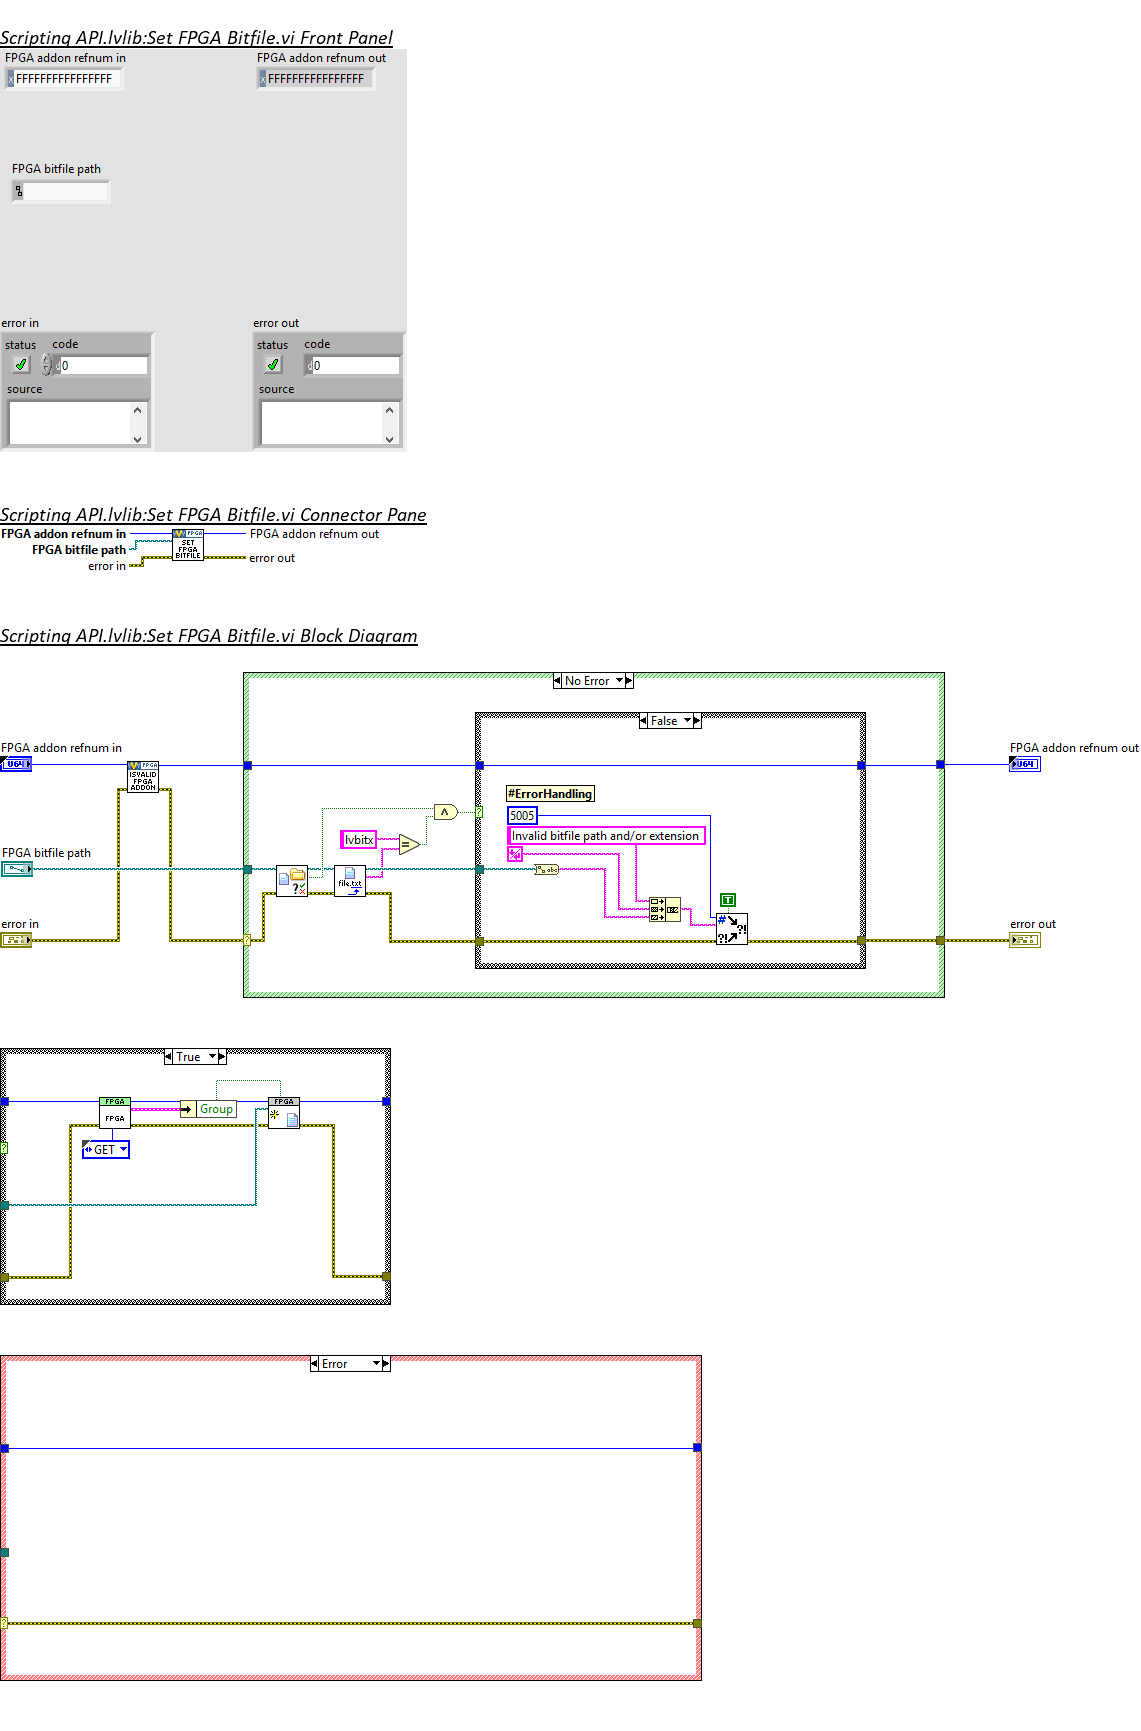 Scripting API.lvlib:Set FPGA Bitfile.vi Front Panel
FPGA addon refnum in
FPGA addon refnum out
x FFFFFFFFFFFFFFFF
x FFFFFFFFFFFFFFFF
FPGA bitfile path
error in
error out
status code
status code
0
0
source
source
Scripting API.lvlib:Set FPGA Bitfile.vi Connector Pane
FPGA addon refnum in
FPGA bitfile path
error in
FPGA
SET
FPGA
BITFILE
FPGA addon refnum out
error out
Scripting API.lvlib:Set FPGA Bitfile.vi Block Diagram
No Error
False
FPGA addon refnum in
U64
FPGA
ISVALID
FPGA
ADDON
FPGA addon refnum out
U64
#ErrorHandling
5005
Invalid bitfile path and/or extension
lvbitx
=
FPGA bitfile path
file.txt
abc
T
error in
error out
True
FPGA
FPGA
Group
FPGA
GET
Error